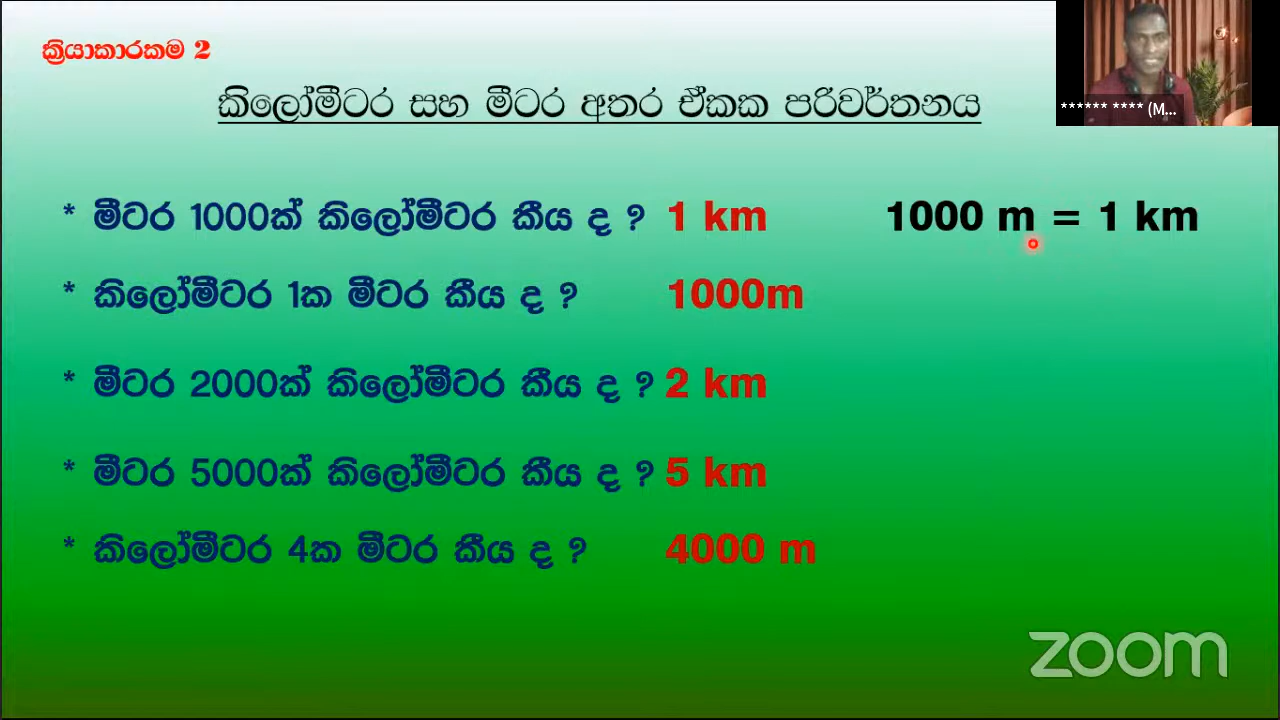 ක්‍රියාකාරකම 2
කිලෝමීටර සහ මීටර අතර ඒකක පරිවර්තනය
****** **** (M...
* මීටර 1000ක් කිලෝමීටර කීය ද ? 1 km 1000 m = 1 km
* කිලෝමීටර 1ක මීටර කීය ද ? 1000m
* මීටර 2000ක් කිලෝමීටර කීය ද ? 2 km
* මීටර 5000ක් කිලෝමීටර කීය ද ? 5 km
* කිලෝමීටර 4ක මීටර කීය ද ? 4000 m
zoom